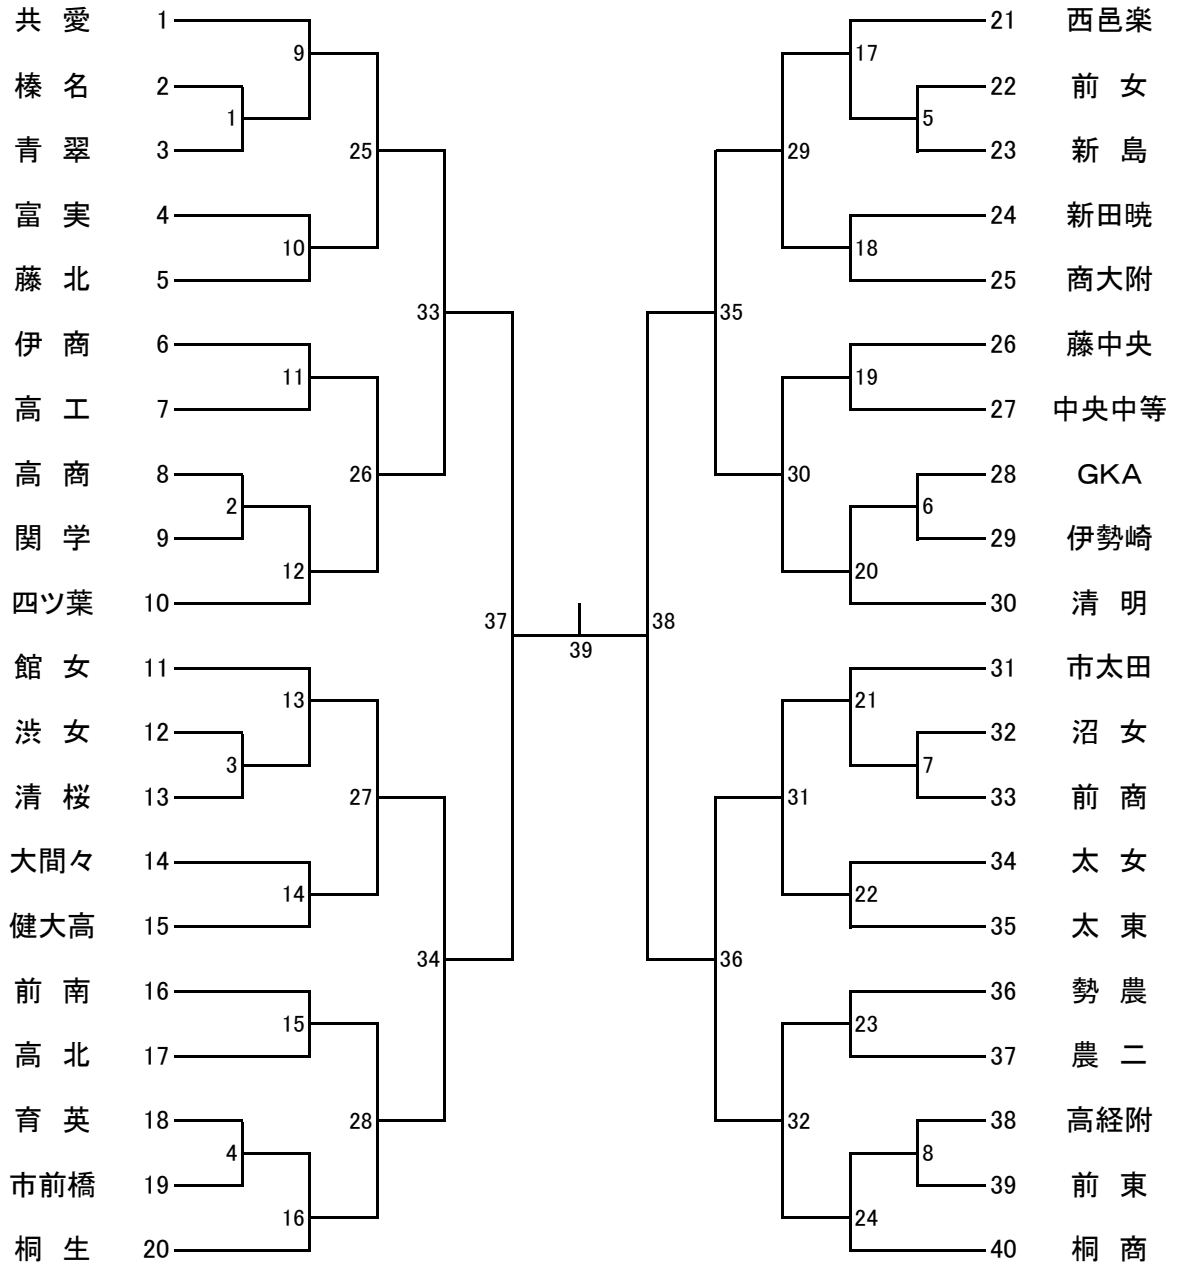 共 愛 1
榛 名 2
青 翠 3
富 実 4
藤 北 5
伊 商 6
高 工 7
高 商 8
関 学 9
四ツ葉 10
館 女 11
渋 女 12
清 桜 13
大間々 14
健大高 15
前 南 16
高 北 17
育 英 18
市前橋 19
桐 生 20
9
1
25
10
33
11
26
2
12
37
13
3
27
14
34
15
28
4
16
39
38
17
5
29
18
35
19
30
6
20
21
7
31
22
36
23
32
8
24
21 西邑楽
22 前 女
23 新 島
24 新田暁
25 商大附
26 藤中央
27 中央中等
28 GKA
29 伊勢崎
30 清 明
31 市太田
32 沼 女
33 前 商
34 太 女
35 太 東
36 勢 農
37 農 二
38 高経附
39 前 東
40 桐 商